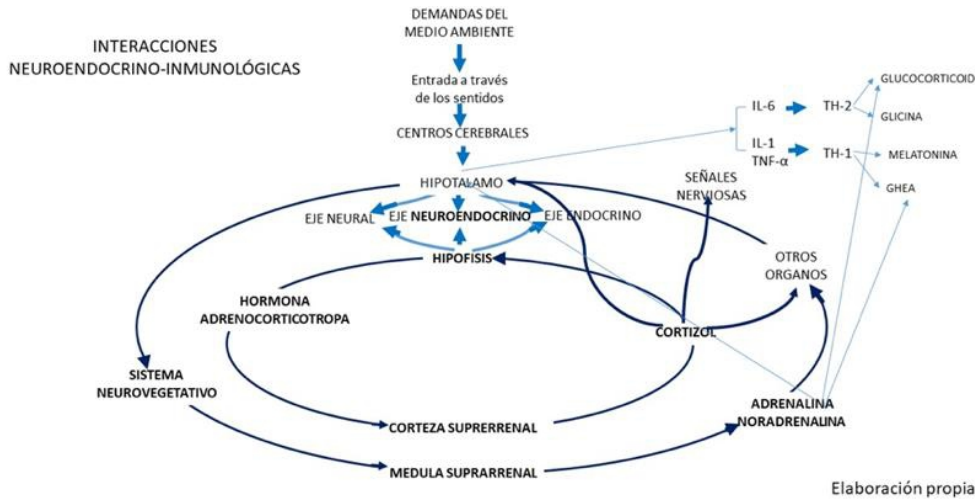 DEMANDAS DEL
MEDIO AMBIENTE
INTERACCIONES
NEUROENDOCRINO-INMUNOLÓGICAS
Entrada a través
de los sentidos
CENTROS CEREBRALES
HIPOTALAMO
IL-6
TH-2
GLUCOCORTICOID
GLICINA
IL-1
TNF-α
TH-1
MELATONINA
GHEA
SEÑALES
NERVIOSAS
EJE NEURAL
EJE NEUROENDOCRINO
EJE ENDOCRINO
HIPOFISIS
OTROS
ORGANOS
HORMONA
ADRENOCORTICOTROPA
CORTIZOL
SISTEMA
NEUROVEGETATIVO
ADRENALINA
NORADRENALINA
CORTEZA SUPRERRENAL
MEDULA SUPRARRENAL
Elaboración propia